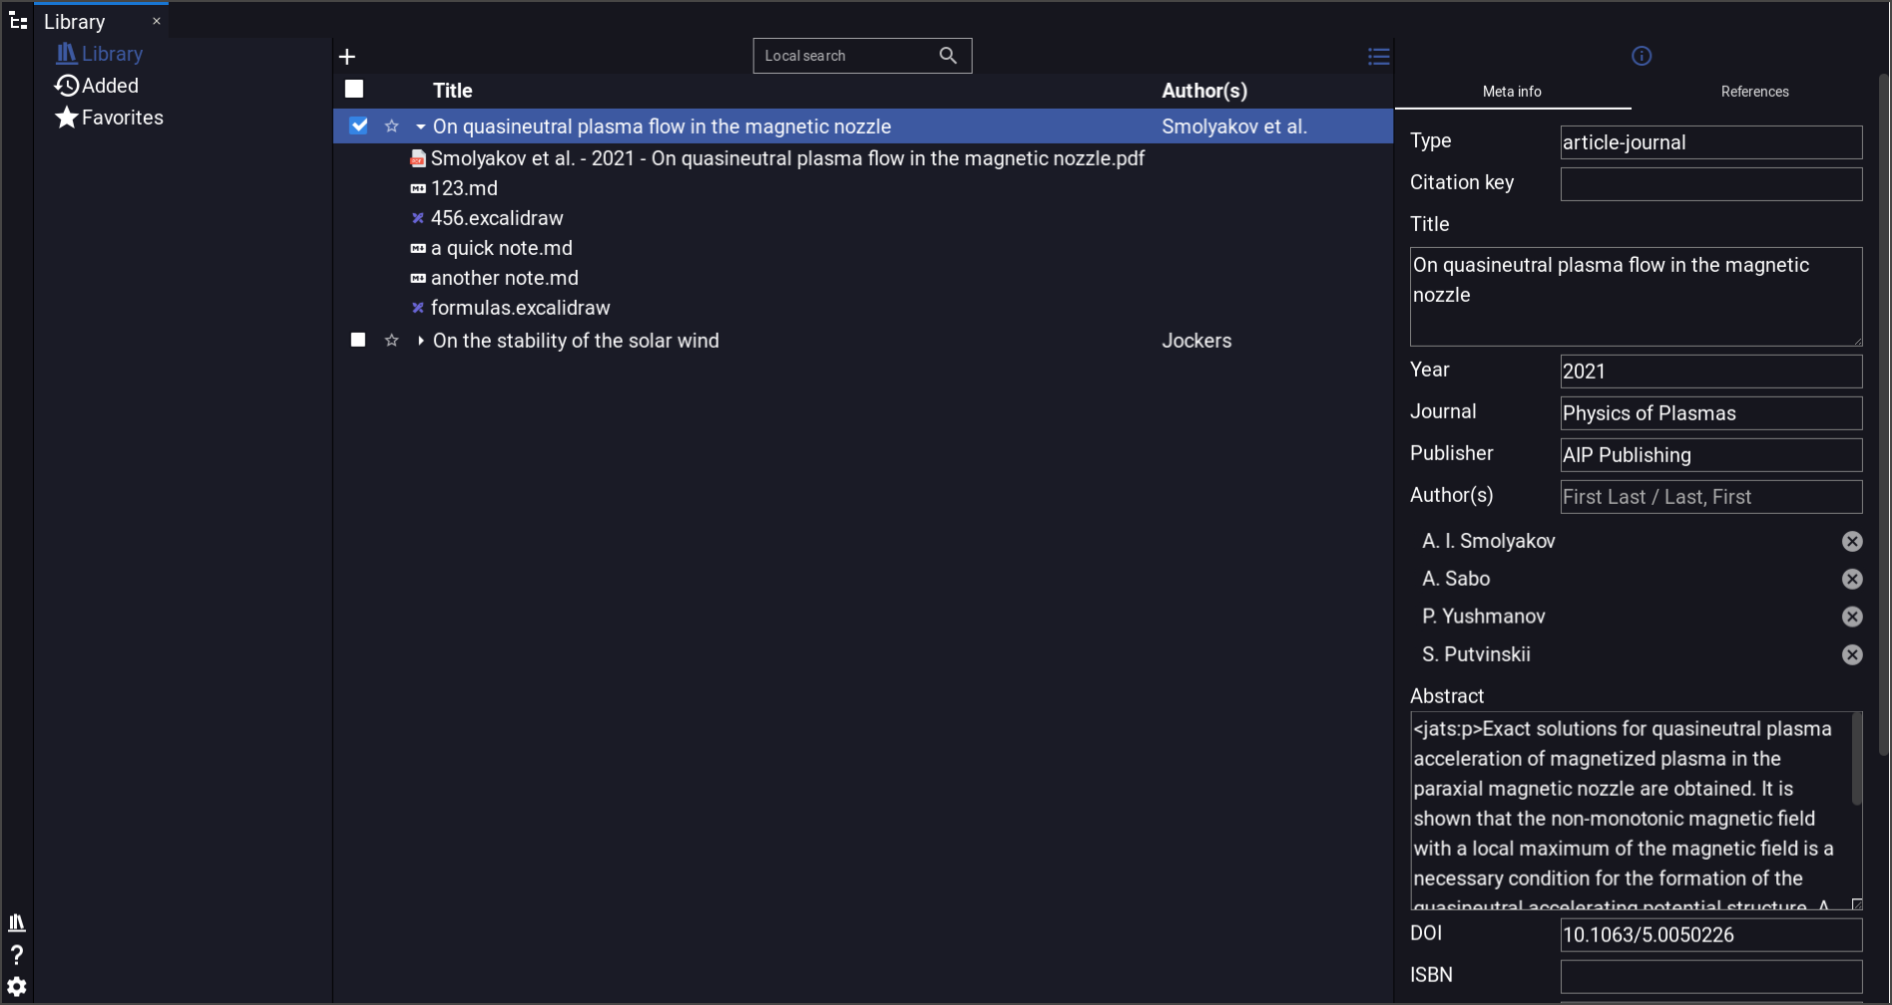 Library ×
Library
Added
Favorites
Local search
Title Author(s)
On quasineutral plasma flow in the magnetic nozzle Smolyakov et al.
Smolyakov et al. - 2021 - On quasineutral plasma flow in the magnetic nozzle.pdf
123.md
456.excalidraw
a quick note.md
another note.md
formulas.excalidraw
On the stability of the solar wind Jockers
Meta info References
Type article-journal
Citation key
Title
On quasineutral plasma flow in the magnetic
nozzle
Year 2021
Journal Physics of Plasmas
Publisher AIP Publishing
Author(s) First Last / Last, First
A. I. Smolyakov
A. Sabo
P. Yushmanov
S. Putvinskii
Abstract
<jats:p>Exact solutions for quasineutral plasma
acceleration of magnetized plasma in the
paraxial magnetic nozzle are obtained. It is
shown that the non-monotonic magnetic field
with a local maximum of the magnetic field is a
necessary condition for the formation of the
quasineutral accelerating potential structure. A
DOI 10.1063/5.0050226
ISBN